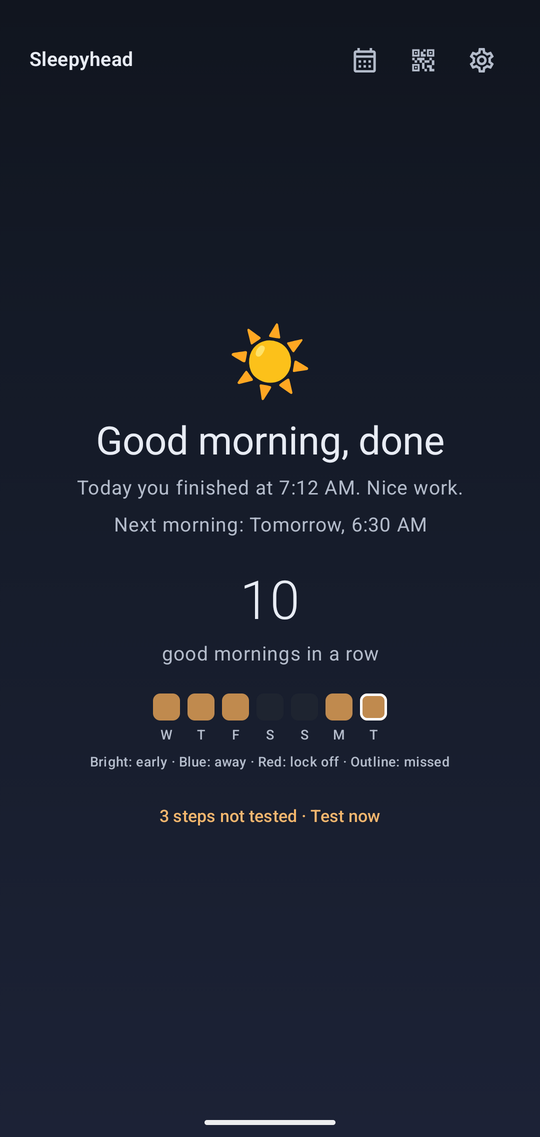 Sleepyhead
Good morning, done
Today you finished at 7:12 AM. Nice work.
Next morning: Tomorrow, 6:30 AM
10
good mornings in a row
W T F S S M T
Bright: early · Blue: away · Red: lock off · Outline: missed
3 steps not tested · Test now